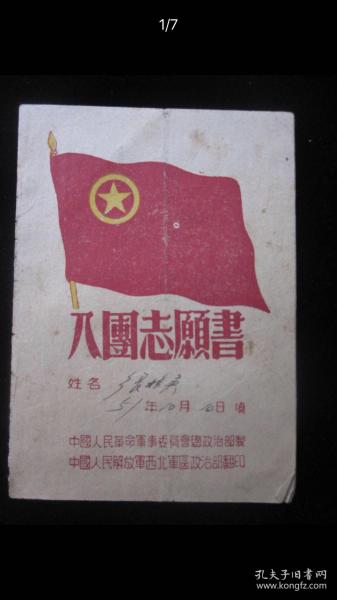 1/7
入團志願書
姓名
51年10月10日填
中國人民革命軍事委員會總政治部製
中國人民解放軍西北軍區政治部翻印
孔夫子旧书网
www.kongfz.com